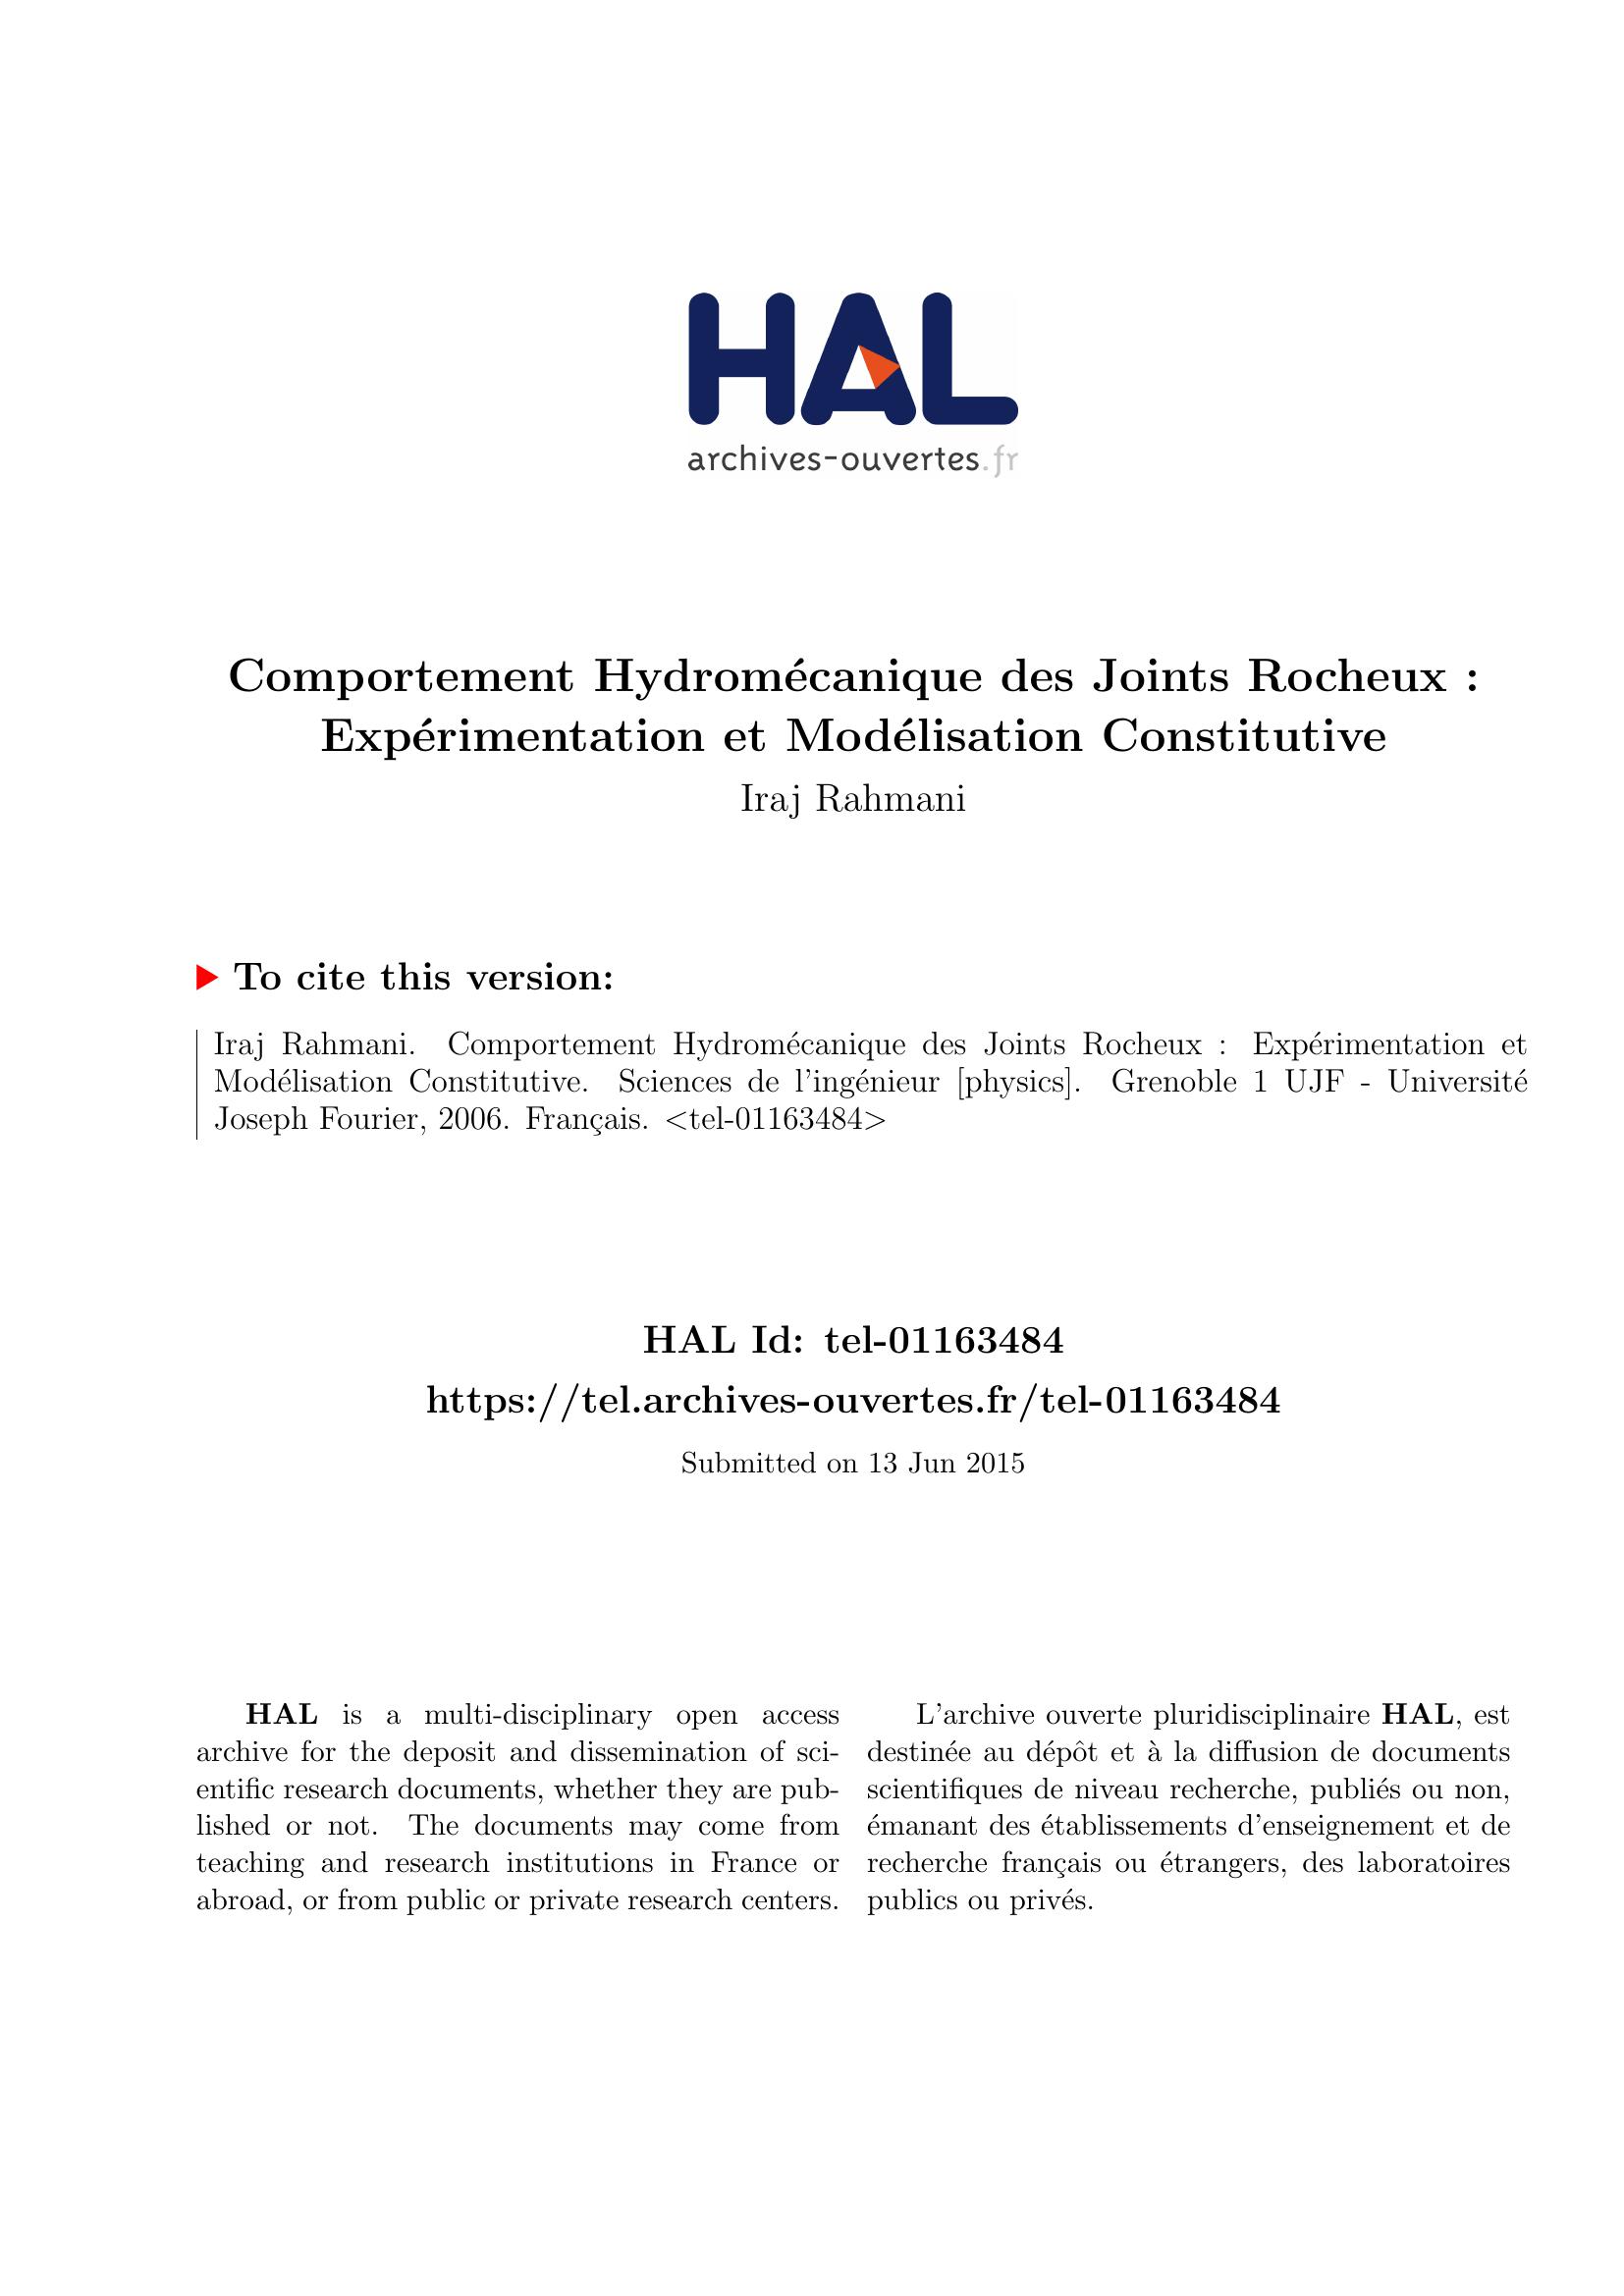 HAL
archives-ouvertes.fr
Comportement Hydromécanique des Joints Rocheux :
Expérimentation et Modélisation Constitutive
Iraj Rahmani
To cite this version:
Iraj Rahmani. Comportement Hydromécanique des Joints Rocheux : Expérimentation et
Modélisation Constitutive. Sciences de l'ingénieur [physics]. Grenoble 1 UJF - Université
Joseph Fourier, 2006. Français. <tel-01163484>
HAL Id: tel-01163484
https://tel.archives-ouvertes.fr/tel-01163484
Submitted on 13 Jun 2015
HAL is a multi-disciplinary open access
archive for the deposit and dissemination of sci-
entific research documents, whether they are pub-
lished or not. The documents may come from
teaching and research institutions in France or
abroad, or from public or private research centers.
L'archive ouverte pluridisciplinaire HAL, est
destinée au dépôt et à la diffusion de documents
scientifiques de niveau recherche, publiés ou non,
émanant des établissements d'enseignement et de
recherche français ou étrangers, des laboratoires
publics ou privés.